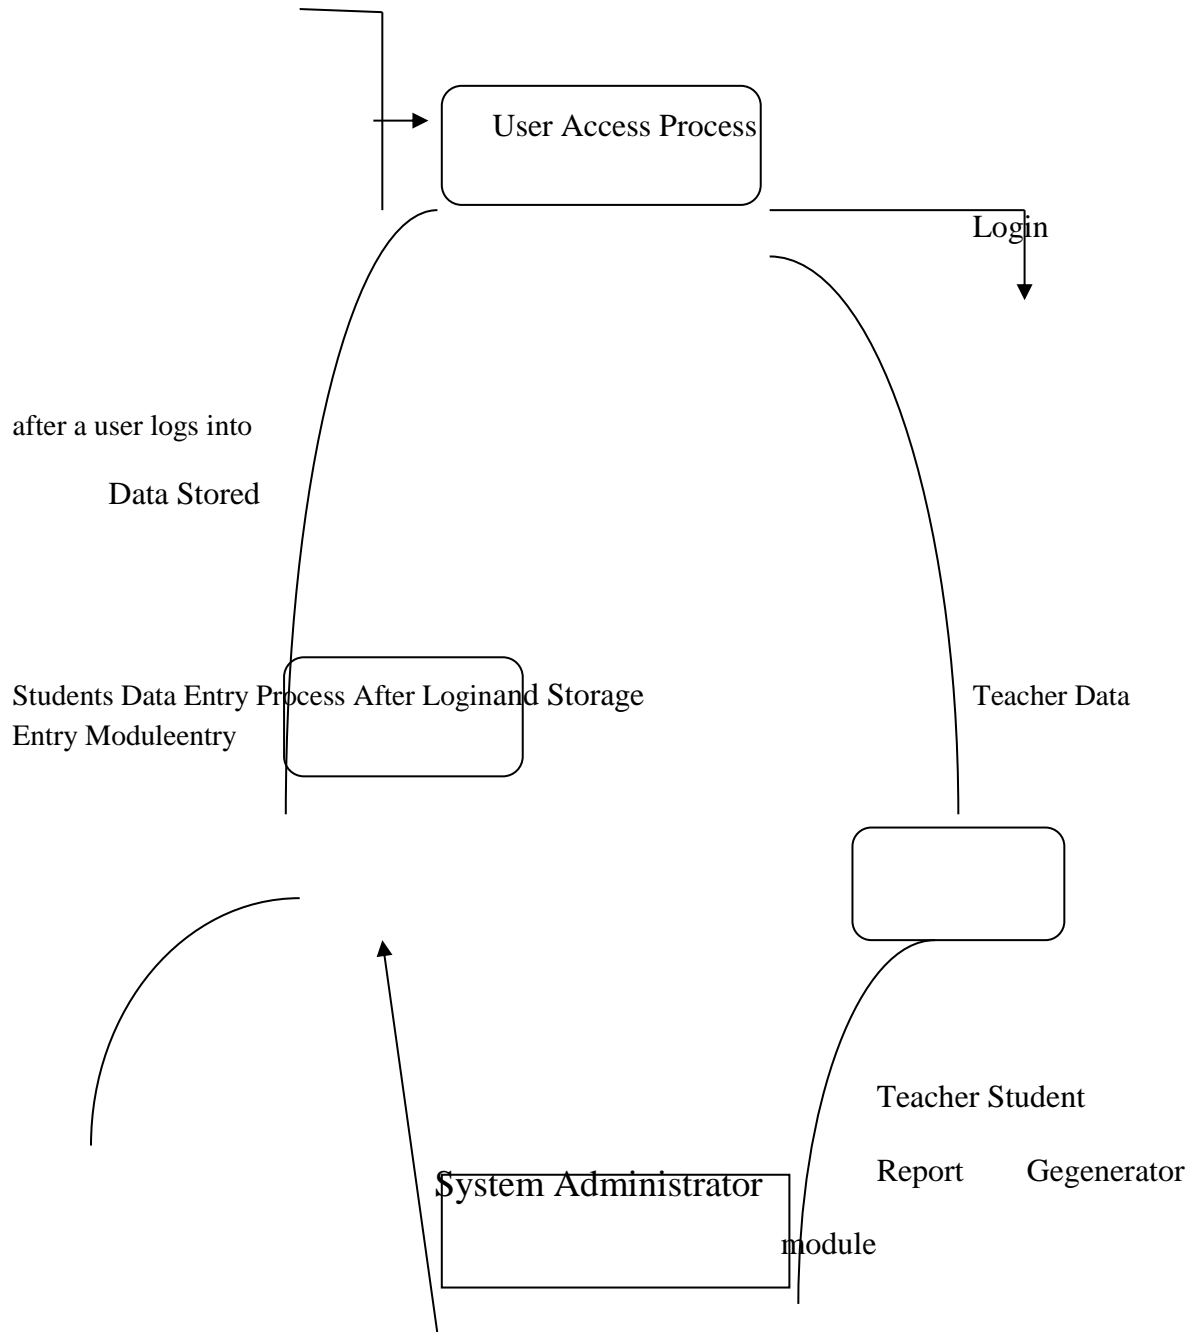 User Access Process
Login
after a user logs into
Data Stored
Students Data Entry Process After Loginand Storage Teacher Data
Entry Moduleentry
Teacher Student
Report Gegenerator
System Administrator
module